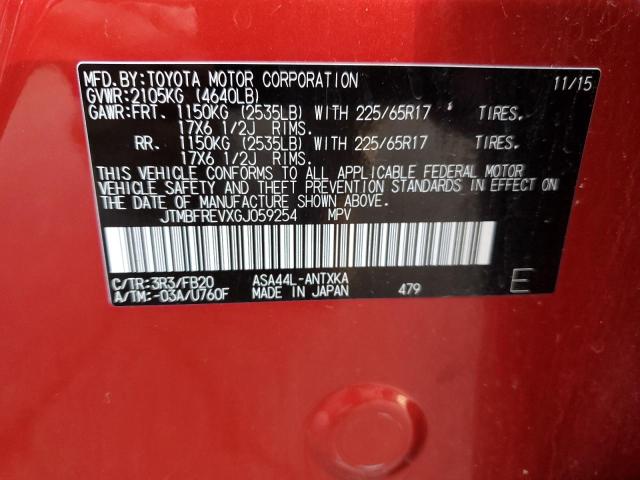 MFD.BY:TOYOTA MOTOR CORPORATION 11/15
GVWR:2105KG (4640LB)
GAWR:FRT. 1150KG (2535LB) WITH 225/65R17 TIRES.
17X6 1/2J RIMS.
RR. 1150KG (2535LB) WITH 225/65R17 TIRES.
17X6 1/2J RIMS.
THIS VEHICLE CONFORMS TO ALL APPLICABLE FEDERAL MOTOR
VEHICLE SAFETY AND THEFT PREVENTION STANDARDS IN EFFECT ON
THE DATE OF MANUFACTURE SHOWN ABOVE.
JTMBFREVXGJ059254 MPV
C/TR:3R3/FB20 ASA44L-ANTXKA
A/TM:-03A/U760F MADE IN JAPAN 479 E